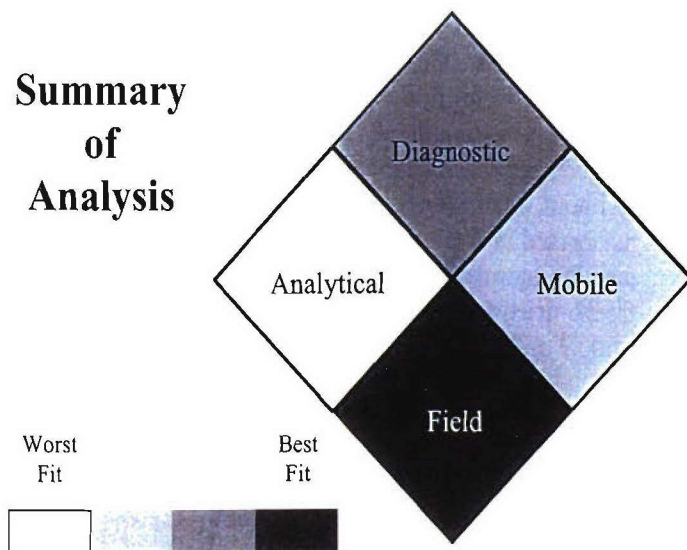 Summary
of
Analysis
Diagnostic
Analytical
Mobile
Field
Worst
Fit
Best
Fit